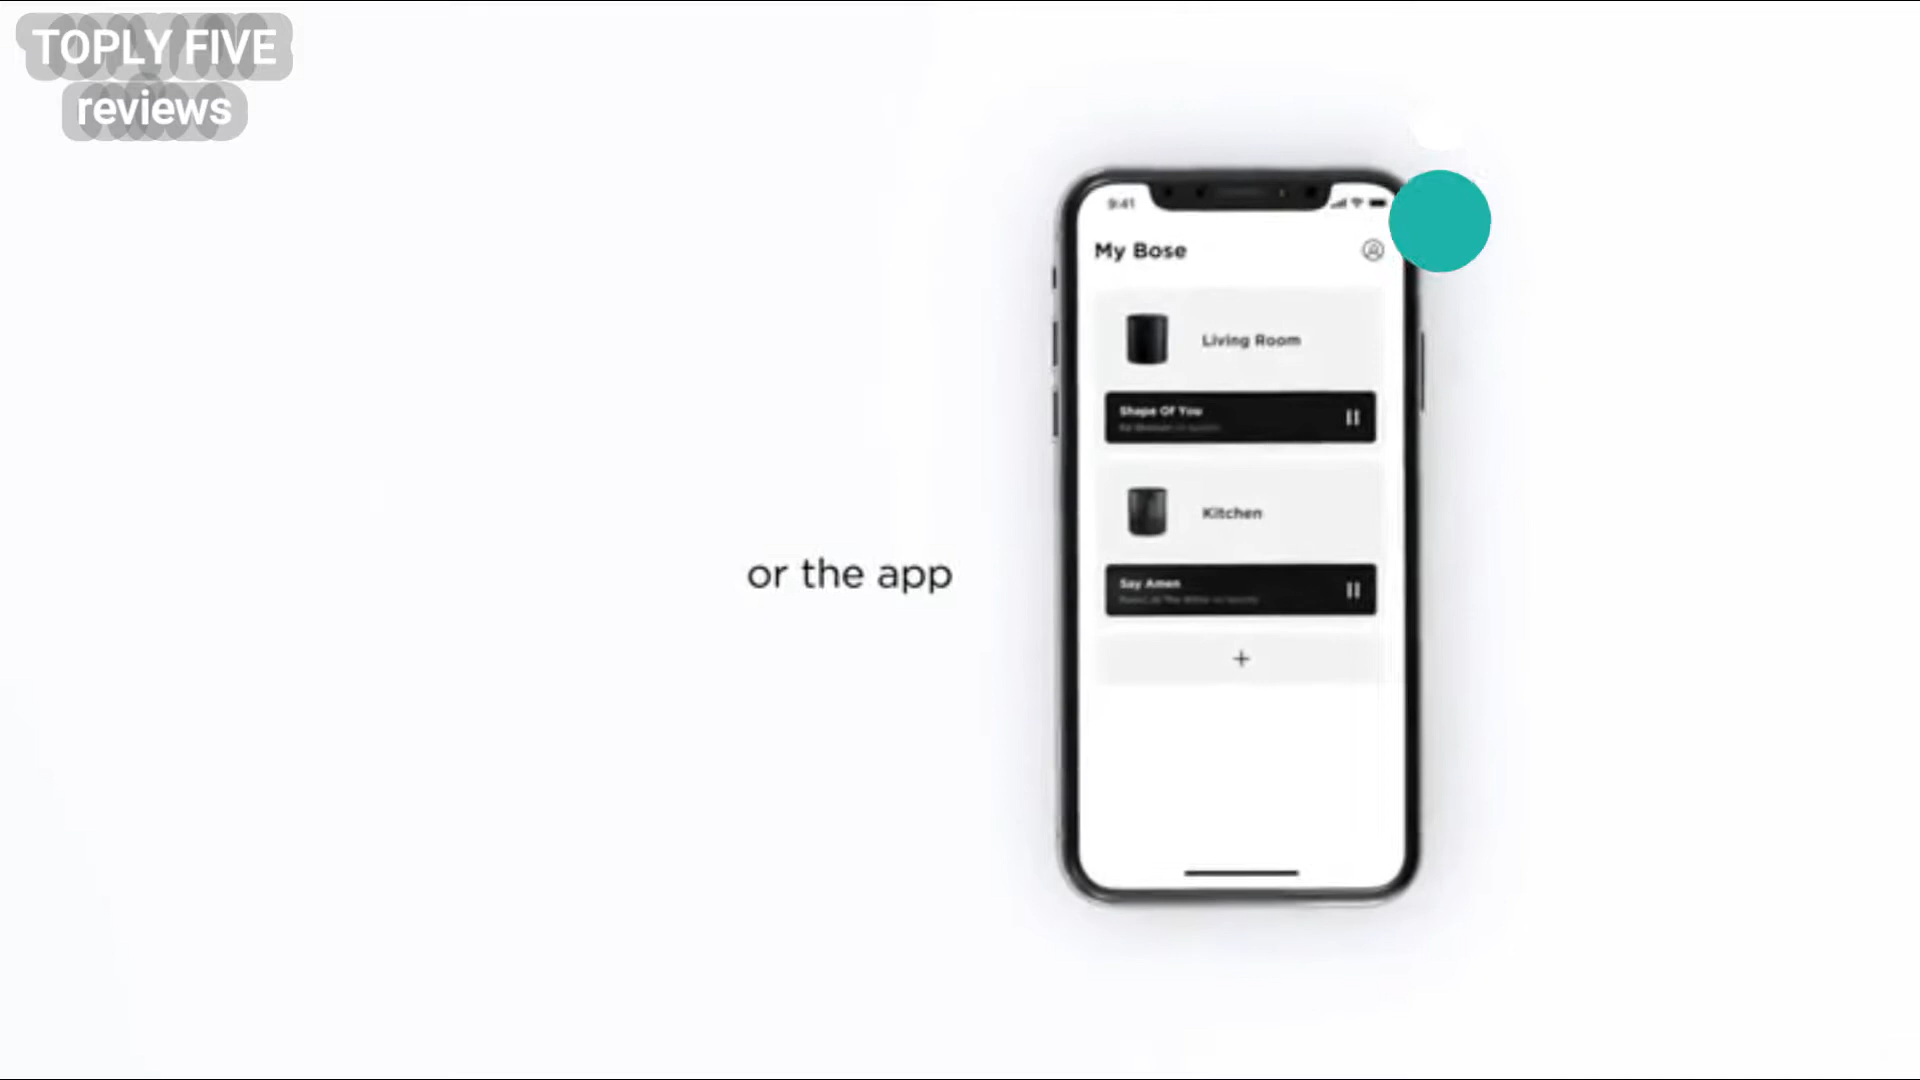 TOPLY FIVE
reviews
9:41
My Bose
Living Room
Shape Of You
Kitchen
or the app
Say Amen
+